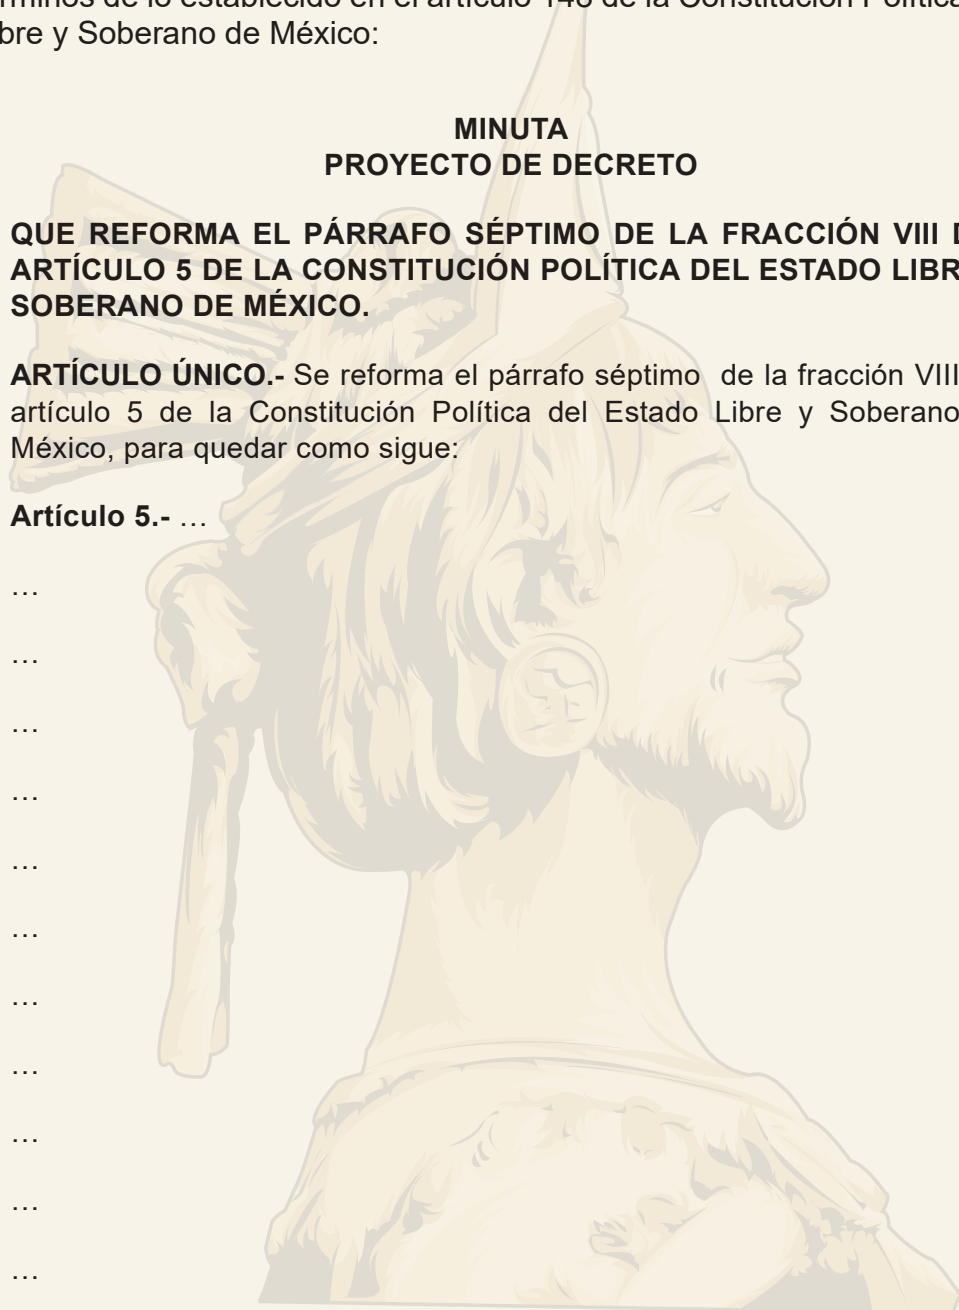 rminos de lo establecido en el artículo 148 de la Constitución Política
bre y Soberano de México:
MINUTA
PROYECTO DE DECRETO
QUE REFORMA EL PÁRRAFO SÉPTIMO DE LA FRACCIÓN VIII D
ARTÍCULO 5 DE LA CONSTITUCIÓN POLÍTICA DEL ESTADO LIBR
SOBERANO DE MÉXICO.
ARTÍCULO ÚNICO.- Se reforma el párrafo séptimo de la fracción VIII
artículo 5 de la Constitución Política del Estado Libre y Soberano
México, para quedar como sigue:
Artículo 5.- …
…
…
…
…
…
…
…
…
…
…
…